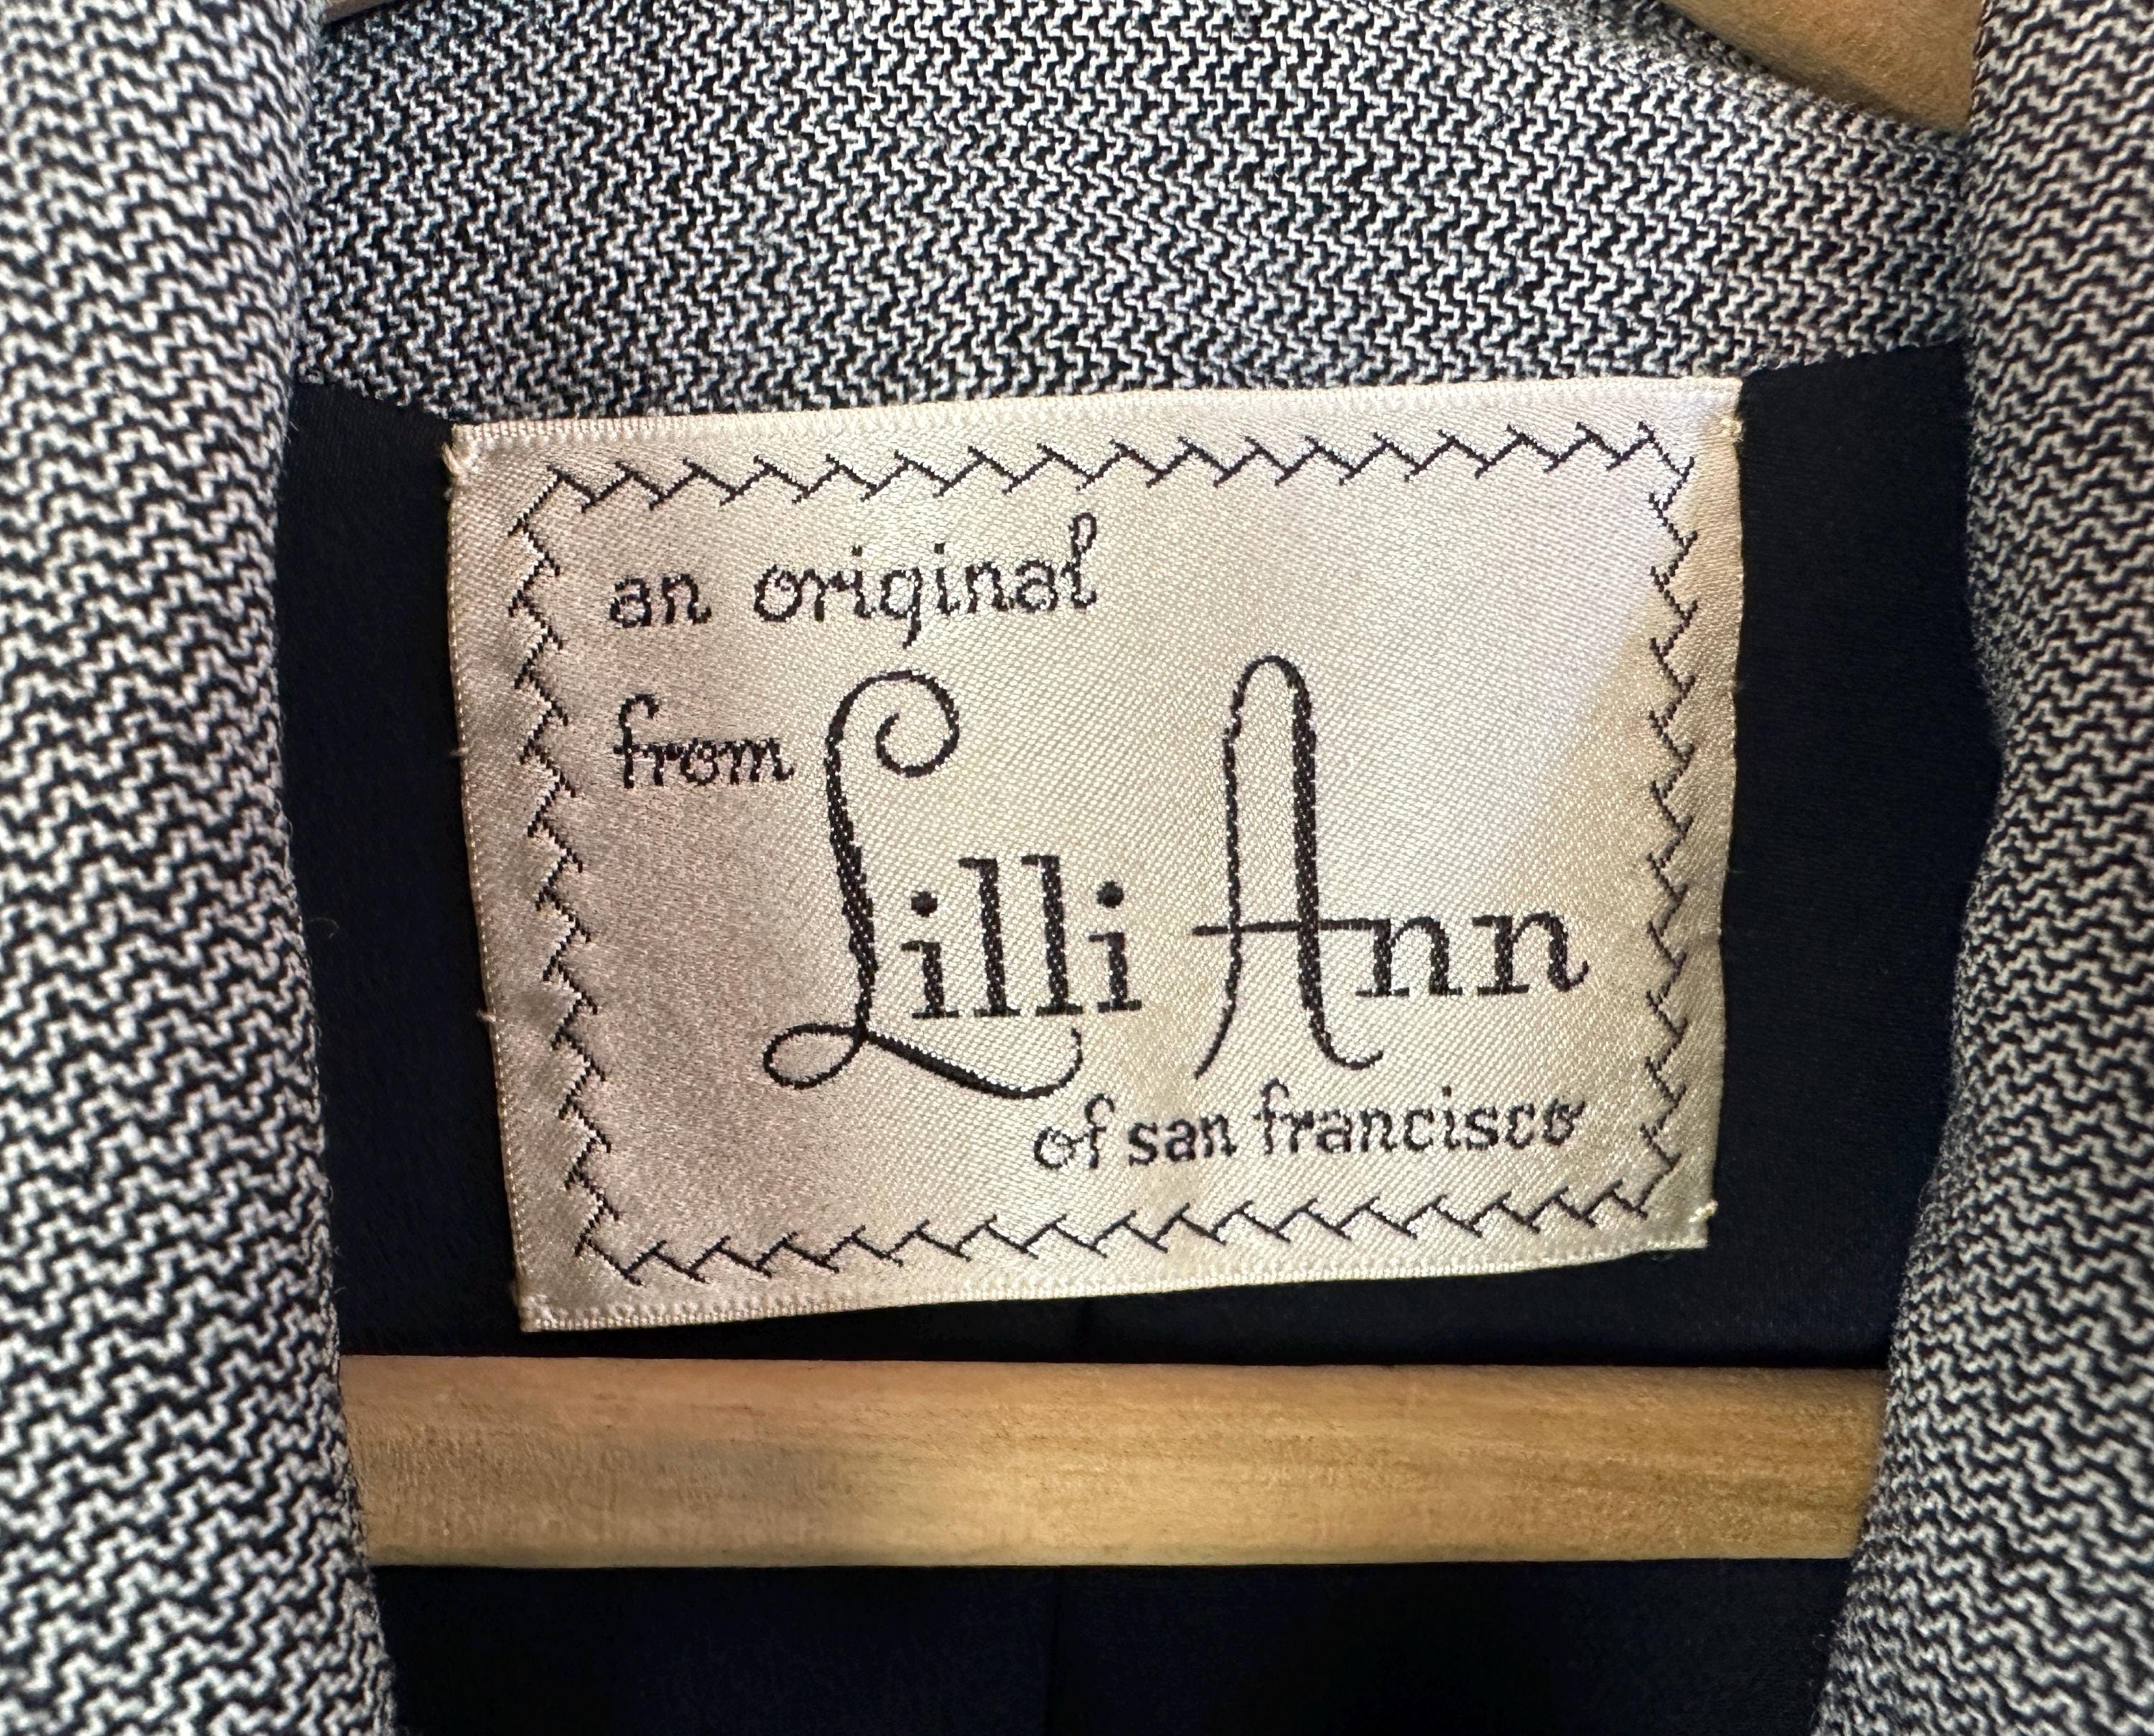 an original
from Lilli Ann
of san francisco